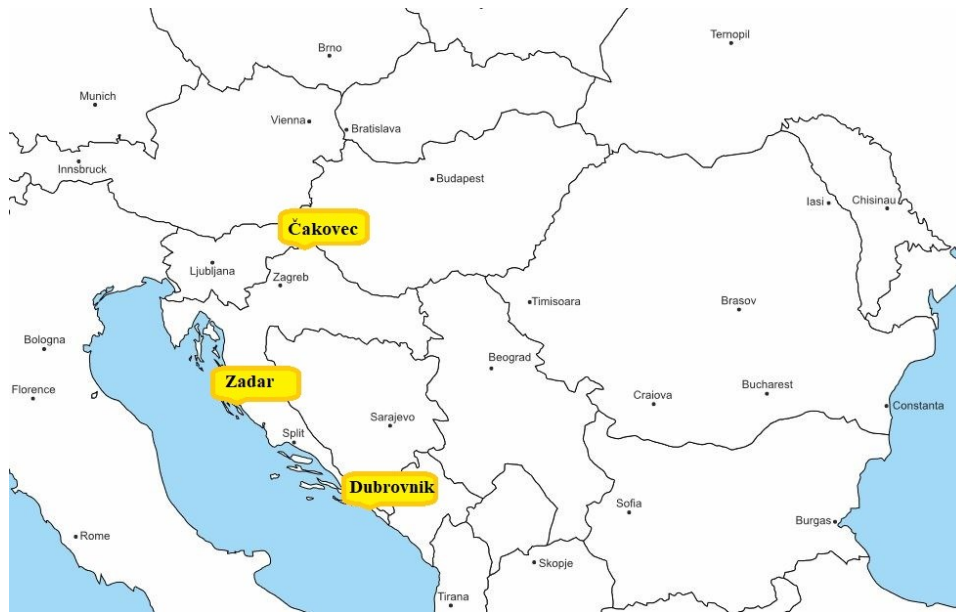 Ternopil
Brno
Munich
Vienna
Bratislava
Innsbruck
Budapest
Iasi
Chisinau
Čakovec
Ljubljana
Zagreb
Timisoara
Brasov
Bologna
Beograd
Zadar
Florence
Bucharest
Craiova
Constanta
Sarajevo
Split
Dubrovnik
Sofia
Burgas
Rome
Skopje
Tirana